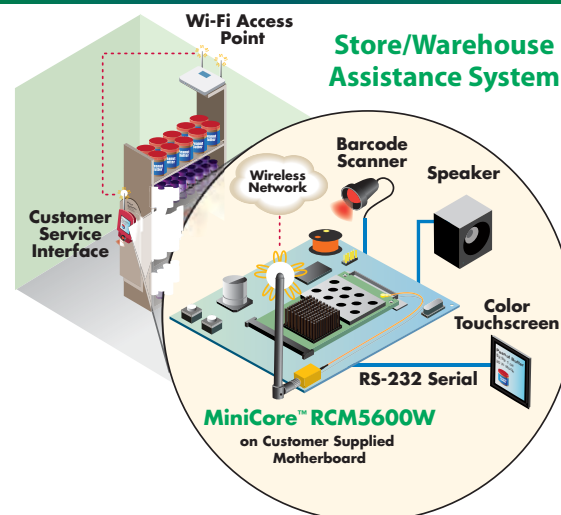 Wi-Fi Access
Point
Store/Warehouse
Assistance System
Barcode
Scanner
Speaker
Wireless
Network
Customer
Service
Interface
Color
Touchscreen
RS-232 Serial
MiniCore™ RCM5600W
on Customer Supplied
Motherboard